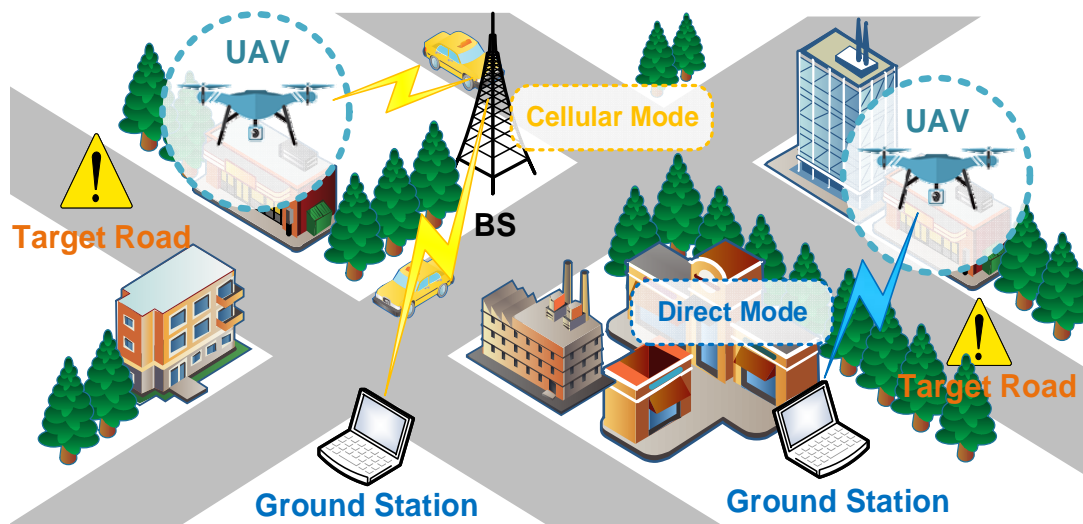 UAV
Cellular Mode
UAV
Target Road
BS
Direct Mode
Target Road
Ground Station
Ground Station